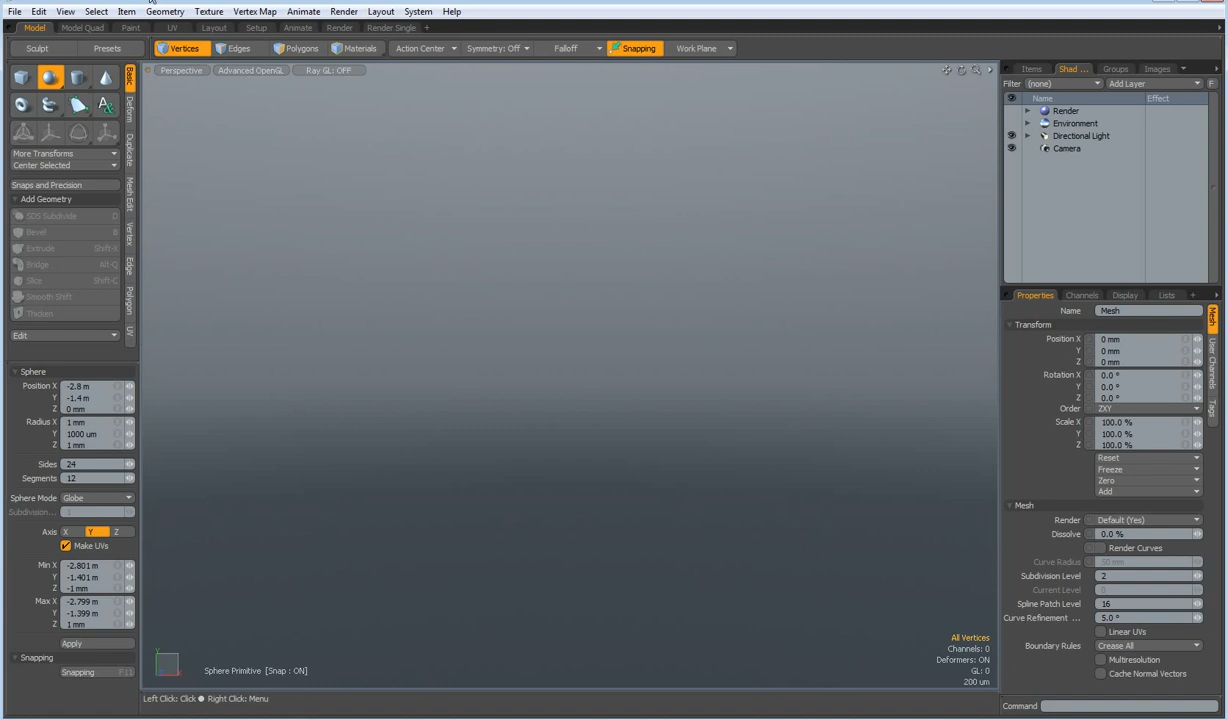 File Edit View Select Item Geometry Texture Vertex Map Animate Render Layout System Help
Model Model Quad Paint UV Layout Setup Animate Render Render Single +
Sculpt Presets Vertices Edges Polygons Materials Action Center Symmetry: Off Falloff Snapping Work Plane
Perspective Advanced OpenGL Ray GL: OFF
Basic
Deform
Duplicate
Mesh Edit
Vertex
Edge
Polygon
UV
More Transforms
Center Selected
Snaps and Precision
Add Geometry
SDS Subdivide D
Bevel B
Extrude Shift-X
Bridge Alt-Q
Slice Shift-C
Smooth Shift
Thicken
Edit
Sphere
Position X -2.8 m
Y -1.4 m
Z 0 mm
Radius X 1 mm
Y 1000 um
Z 1 mm
Sides 24
Segments 12
Sphere Mode Globe
Subdivision... 1
Axis X Y Z
Make UVs
Min X -2.801 m
Y -1.401 m
Z -1 mm
Max X -2.799 m
Y -1.399 m
Z 1 mm
Apply
Snapping
Snapping F11
Y
Sphere Primitive [Snap : ON]
All Vertices
Channels: 0
Deformers: ON
GL: 0
200 um
Left Click: Click ● Right Click: Menu
Items Shad ... Groups Images
Filter (none) Add Layer F
Name Effect
Render
Environment
Directional Light
Camera
Properties Channels Display Lists +
Mesh
User Channels
Tags
Name Mesh
Transform
Position X 0 mm
Y 0 mm
Z 0 mm
Rotation X 0.0 °
Y 0.0 °
Z 0.0 °
Order ZXY
Scale X 100.0 %
Y 100.0 %
Z 100.0 %
Reset
Freeze
Zero
Add
Mesh
Render Default (Yes)
Dissolve 0.0 %
Render Curves
Curve Radius 50 mm
Subdivision Level 2
Current Level 0
Spline Patch Level 16
Curve Refinement ... 5.0 °
Linear UVs
Boundary Rules Crease All
Multiresolution
Cache Normal Vectors
Command